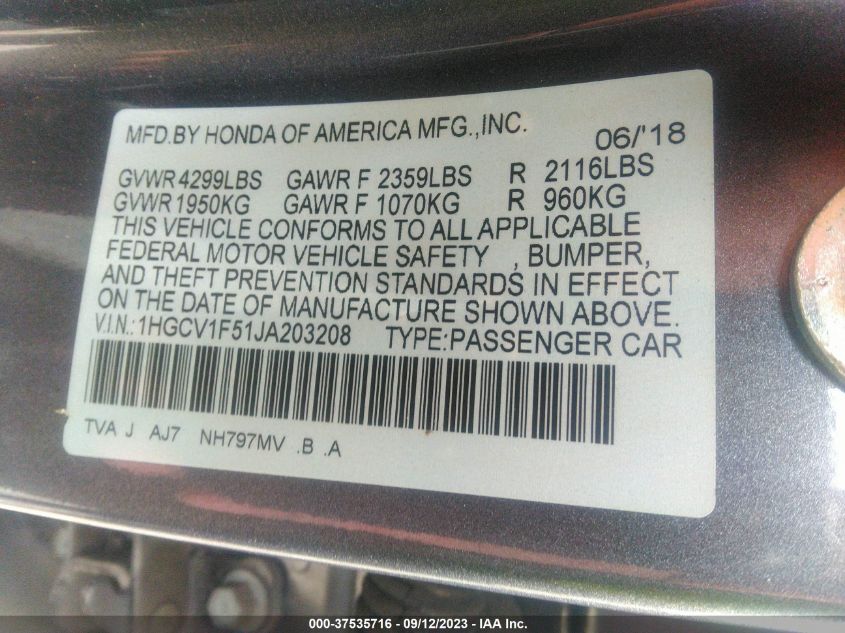 MFD.BY HONDA OF AMERICA MFG.,INC. 06/'18
GVWR 4299LBS GAWR F 2359LBS R 2116LBS
GVWR 1950KG GAWR F 1070KG R 960KG
THIS VEHICLE CONFORMS TO ALL APPLICABLE
FEDERAL MOTOR VEHICLE SAFETY , BUMPER,
AND THEFT PREVENTION STANDARDS IN EFFECT
ON THE DATE OF MANUFACTURE SHOWN ABOVE.
V.I.N.:1HGCV1F51JA203208 TYPE:PASSENGER CAR
TVA J AJ7 NH797MV .B .A
000-37535716 - 09/12/2023 - IAA Inc.